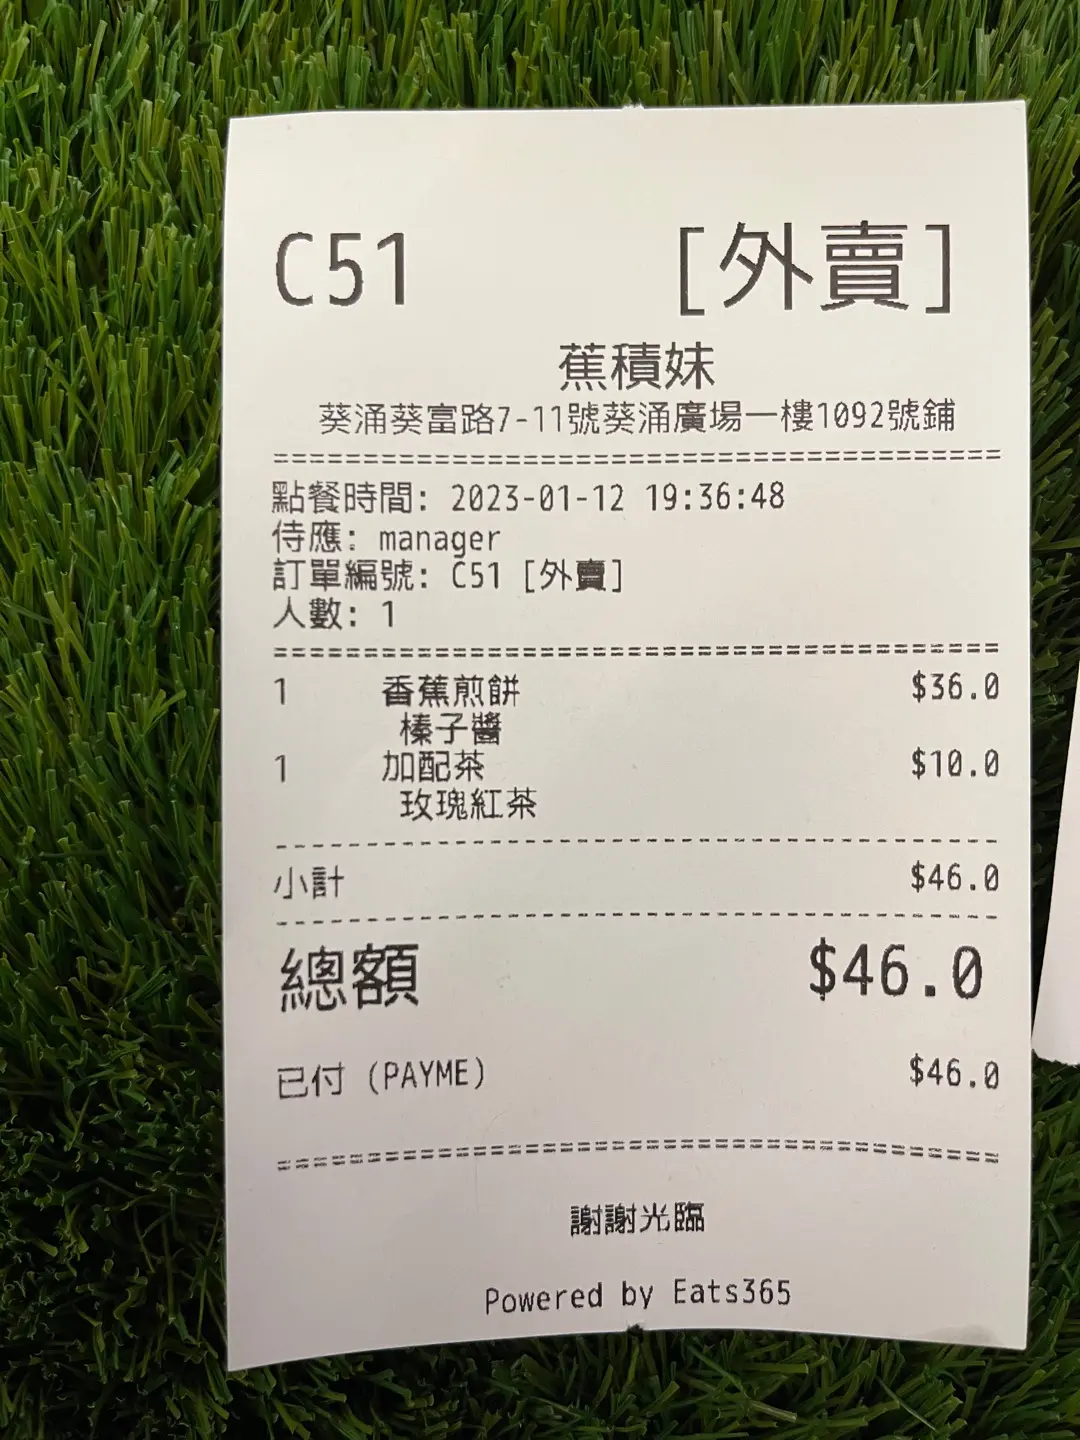 C51 [外賣]
蕉積妹
葵涌葵富路7-11號葵涌廣場一樓1092號鋪
========================================
點餐時間: 2023-01-12 19:36:48
侍應: manager
訂單編號: C51 [外賣]
人數: 1
========================================
1 香蕉煎餅 $36.0
榛子醬
1 加配茶 $10.0
玫瑰紅茶
----------------------------------------
小計 $46.0
----------------------------------------
總額 $46.0
已付 (PAYME) $46.0
========================================
謝謝光臨
Powered by Eats365